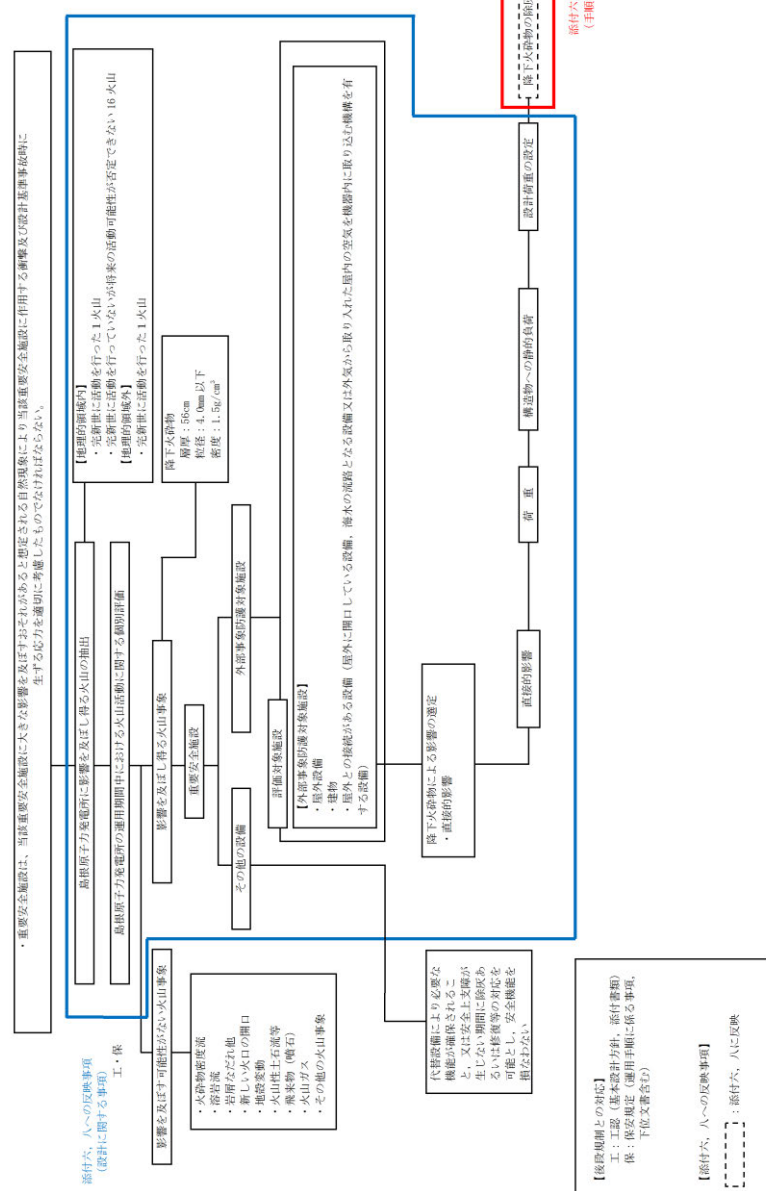 ・重要安全施設は、当該重要安全施設に大きな影響を及ぼすおそれがあると想定される自然現象により当該重要安全施設に作用する衝撃及び設計基準事故時に
生ずる応力を適切に考慮したものでなければならない。
添付六，八への反映事項
（設計に関する事項）
工・保
島根原子力発電所に影響を及ぼし得る火山の抽出
【地理的領域内】
・完新世に活動を行った1火山
・完新世に活動を行っていないが将来の活動可能性が否定できない16火山
【地理的領域外】
・完新世に活動を行った1火山
島根原子力発電所の運用期間中における火山活動に関する個別評価
影響を及ぼす可能性がない火山事象
・火砕物密度流
・溶岩流
・岩屑なだれ他
・新しい火口の開口
・地殻変動
・火山性土石流等
・飛来物（噴石）
・火山ガス
・その他の火山事象
影響を及ぼし得る火山事象
降下火砕物
層厚：56cm
粒径：4.0mm以下
密度：1.5g/cm³
重要安全施設
その他の設備
外部事象防護対象施設
評価対象施設
【外部事象防護対象施設】
・屋外設備
・建物
・屋外との接続がある設備（屋外に開口している設備，海水の流路となる設備又は外気から取り入れた屋内の空気を機器内に取り込む機構を有
する設備）
代替設備により必要な
機能が確保されるこ
と，又は安全上支障が
生じない期間に除灰あ
るいは修復等の対応を
可能とし，安全機能を
損なわない
降下火砕物による影響の選定
・直接的影響
直接的影響
荷重
構造物への静的負荷
設計荷重の設定
降下火砕物の除灰
添付六
（手順
【後段規制との対応】
工：工認（基本設計方針，添付書類）
保：保安規定（運用手順に係る事項，
下位文書含む）
【添付六，八への反映事項】
：添付六，八に反映